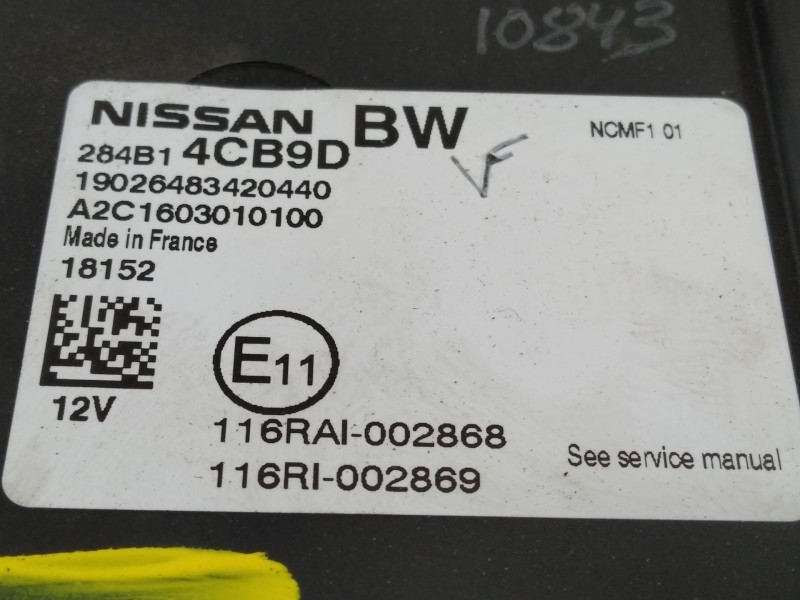 10843
NISSAN BW
NCMF1 01
284B1 4CB9D
19026483420440
A2C1603010100
Made in France
18152
E11
12V
116RAI-002868
116RI-002869
See service manual